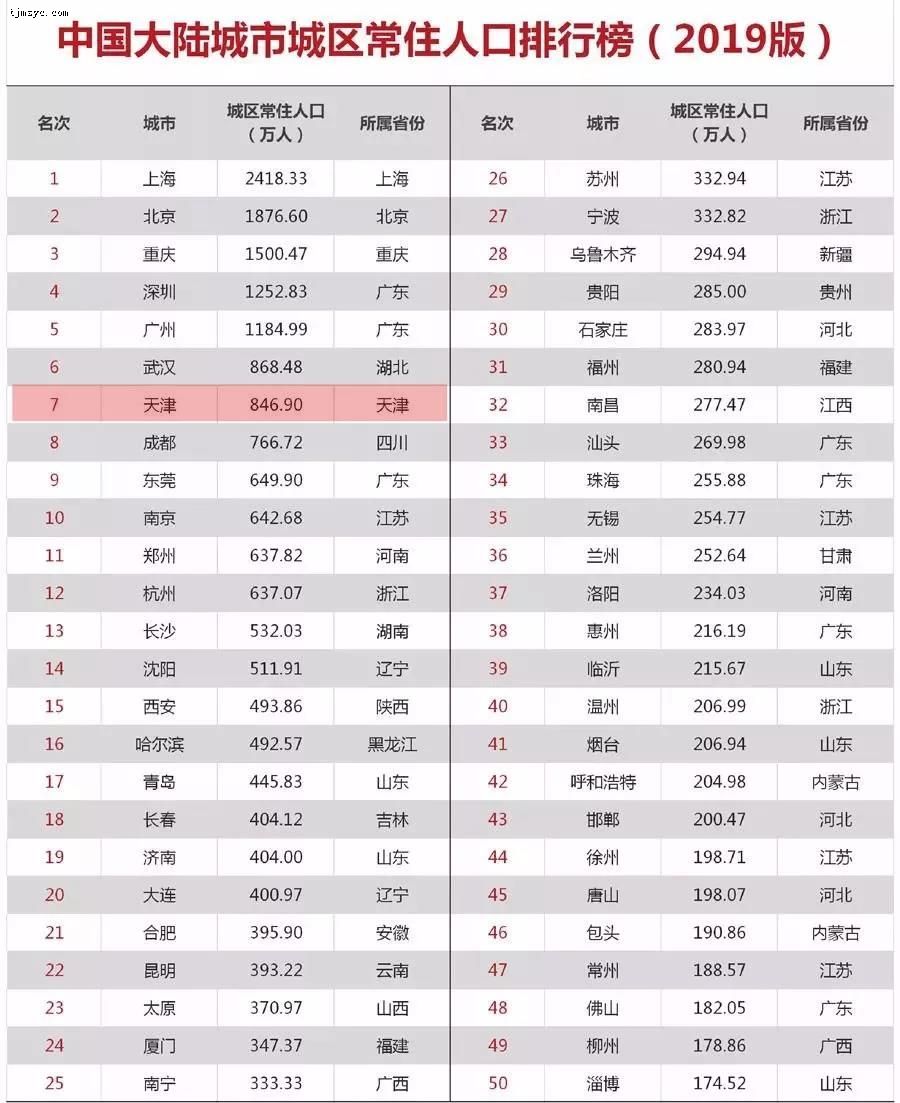 tjmsyc.com
中国大陆城市城区常住人口排行榜（2019版）
名次 城市 城区常住人口（万人） 所属省份 名次 城市 城区常住人口（万人） 所属省份
1 上海 2418.33 上海 26 苏州 332.94 江苏
2 北京 1876.60 北京 27 宁波 332.82 浙江
3 重庆 1500.47 重庆 28 乌鲁木齐 294.94 新疆
4 深圳 1252.83 广东 29 贵阳 285.00 贵州
5 广州 1184.99 广东 30 石家庄 283.97 河北
6 武汉 868.48 湖北 31 福州 280.94 福建
7 天津 846.90 天津 32 南昌 277.47 江西
8 成都 766.72 四川 33 汕头 269.98 广东
9 东莞 649.90 广东 34 珠海 255.88 广东
10 南京 642.68 江苏 35 无锡 254.77 江苏
11 郑州 637.82 河南 36 兰州 252.64 甘肃
12 杭州 637.07 浙江 37 洛阳 234.03 河南
13 长沙 532.03 湖南 38 惠州 216.19 广东
14 沈阳 511.91 辽宁 39 临沂 215.67 山东
15 西安 493.86 陕西 40 温州 206.99 浙江
16 哈尔滨 492.57 黑龙江 41 烟台 206.94 山东
17 青岛 445.83 山东 42 呼和浩特 204.98 内蒙古
18 长春 404.12 吉林 43 邯郸 200.47 河北
19 济南 404.00 山东 44 徐州 198.71 江苏
20 大连 400.97 辽宁 45 唐山 198.07 河北
21 合肥 395.90 安徽 46 包头 190.86 内蒙古
22 昆明 393.22 云南 47 常州 188.57 江苏
23 太原 370.97 山西 48 佛山 182.05 广东
24 厦门 347.37 福建 49 柳州 178.86 广西
25 南宁 333.33 广西 50 淄博 174.52 山东